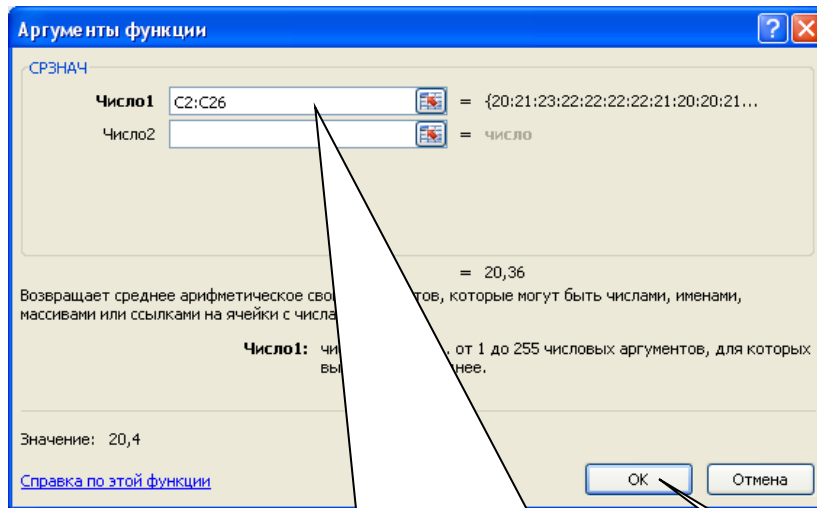 Аргументы функции
СРЗНАЧ
Число1 C2:C26 = {20:21:23:22:22:22:22:21:20:20:21...
Число2 = число
= 20,36
Возвращает среднее арифметическое сво тов, которые могут быть числами, именами,
массивами или ссылками на ячейки с числа
Число1: чи . от 1 до 255 числовых аргументов, для которых
вы нее.
Значение: 20,4
Справка по этой функции ОК Отмена